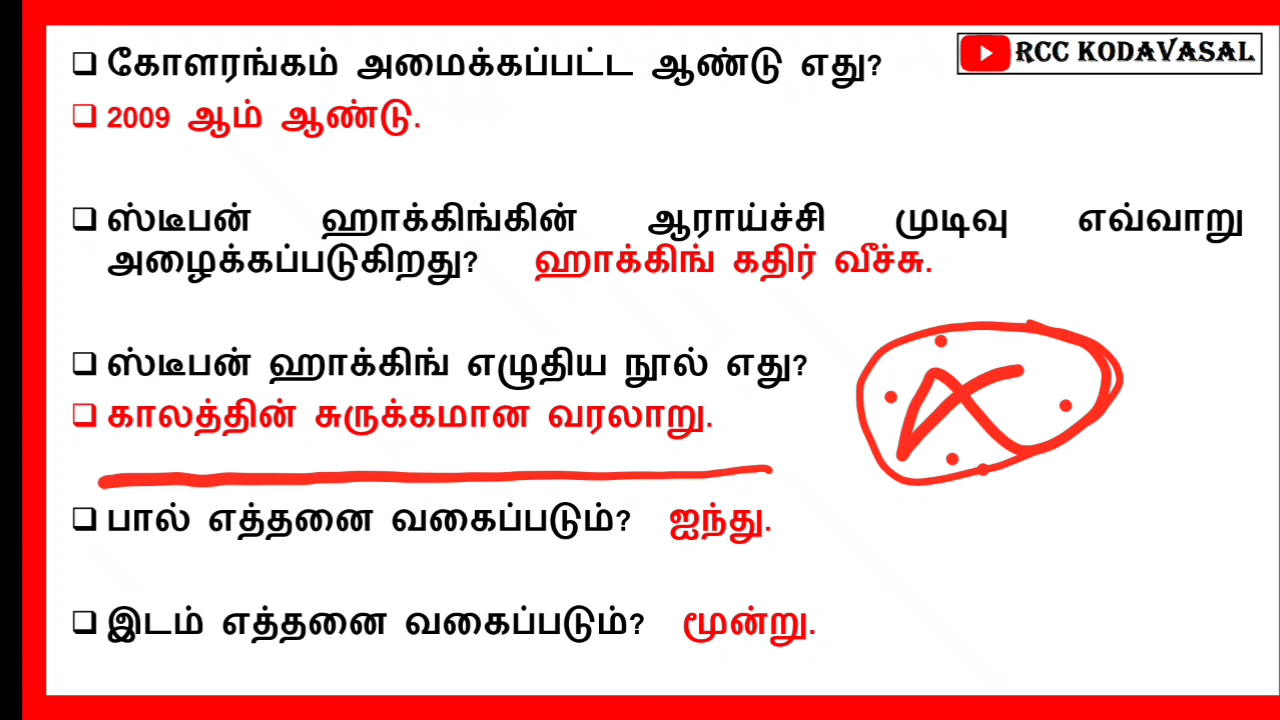 ❑ கோளரங்கம் அமைக்கப்பட்ட ஆண்டு எது?
RCC KODAVASAL
❑ 2009 ஆம் ஆண்டு.
❑ ஸ்டீபன் ஹாக்கிங்கின் ஆராய்ச்சி முடிவு எவ்வாறு
அழைக்கப்படுகிறது? ஹாக்கிங் கதிர் வீச்சு.
❑ ஸ்டீபன் ஹாக்கிங் எழுதிய நூல் எது?
❑ காலத்தின் சுருக்கமான வரலாறு.
❑ பால் எத்தனை வகைப்படும்? ஐந்து.
❑ இடம் எத்தனை வகைப்படும்? மூன்று.